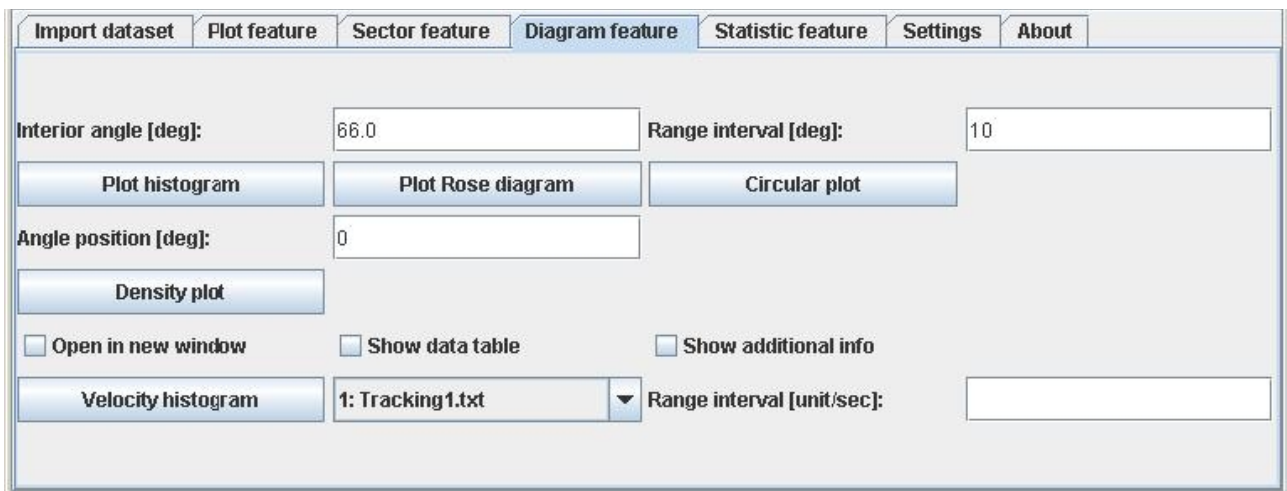 Import dataset Plot feature Sector feature Diagram feature Statistic feature Settings About
Interior angle [deg]: 66.0 Range interval [deg]: 10
Plot histogram Plot Rose diagram Circular plot
Angle position [deg]: 0
Density plot
Open in new window Show data table Show additional info
Velocity histogram 1: Tracking1.txt Range interval [unit/sec]: